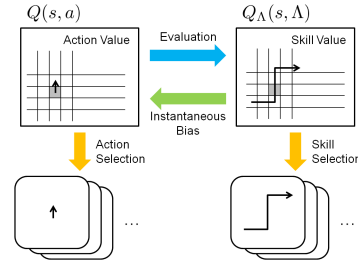 Q(s, a)
Q_Λ(s, Λ)
Action Value
Evaluation
Skill Value
Instantaneous
Bias
Action
Selection
Skill
Selection
...
...